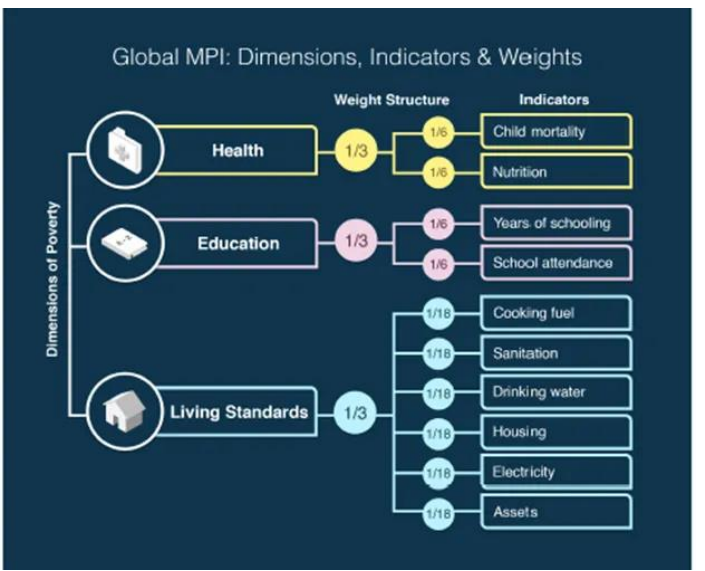 Global MPI: Dimensions, Indicators & Weights
Weight Structure
Indicators
Dimensions of Poverty
Health
1/3
1/6
Child mortality
1/6
Nutrition
Education
1/3
1/6
Years of schooling
1/6
School attendance
Living Standards
1/3
1/18
Cooking fuel
1/18
Sanitation
1/18
Drinking water
1/18
Housing
1/18
Electricity
1/18
Assets